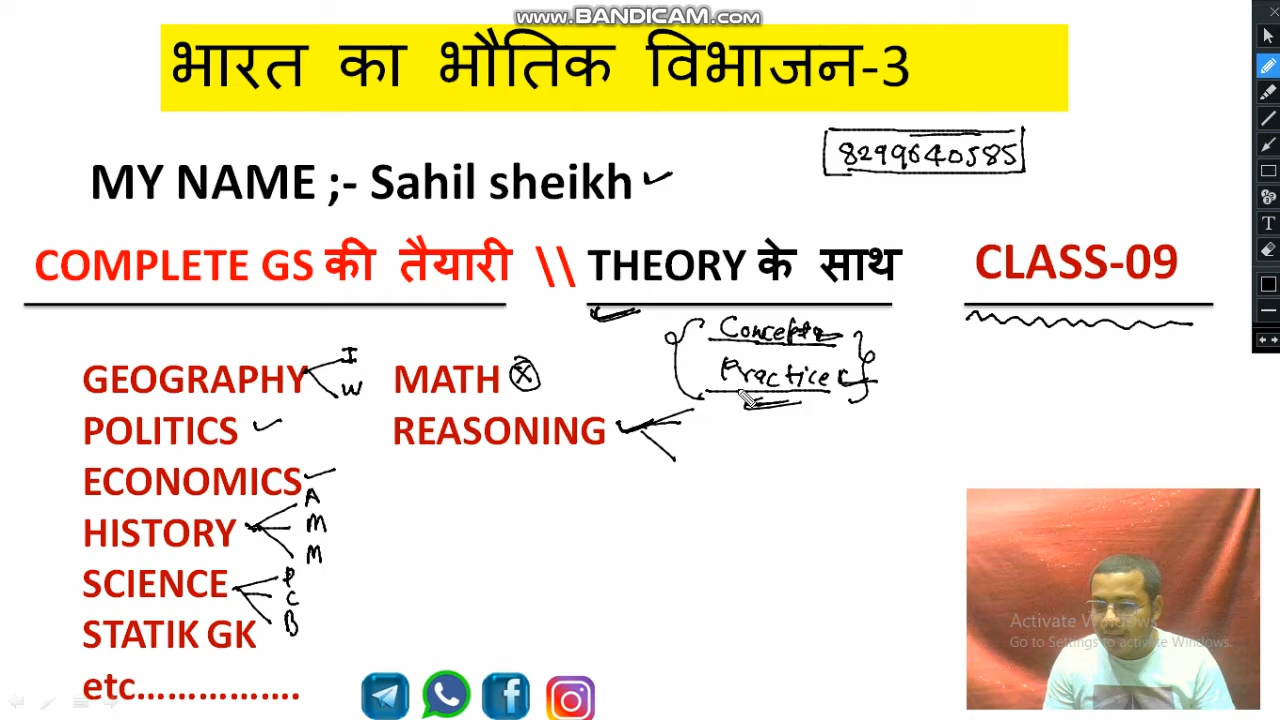 www.BANDICAM.com
भारत का भौतिक विभाजन-3
8299640585
MY NAME ;- Sahil sheikh
COMPLETE GS की तैयारी \\ THEORY के साथ
CLASS-09
Concept
Practice
GEOGRAPHY
I
W
MATH
POLITICS
REASONING
ECONOMICS
HISTORY
A
M
M
SCIENCE
P
C
B
STATIK GK
etc................
Activate Windows
Go to Settings to activate Windows.